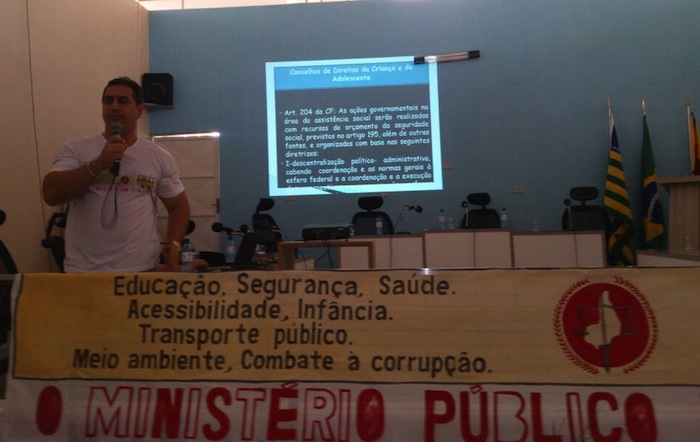 Conselhos de Direitos da Criança e do
Adolescente
Art. 204 da CF: As ações governamentais na
área da assistência social serão realizadas
com recursos do orçamento da seguridade
social, previstos no artigo 195, além de outras
fontes, e organizadas com base nas seguintes
diretrizes:
I-descentralização político- administrativa,
cabendo coordenação e as normas gerais à
esfera federal e a coordenação e a execução
Educação, Segurança, Saúde.
Acessibilidade, Infância.
Transporte público.
Meio ambiente, Combate à corrupção.
O MINISTÉRIO PÚBLICO